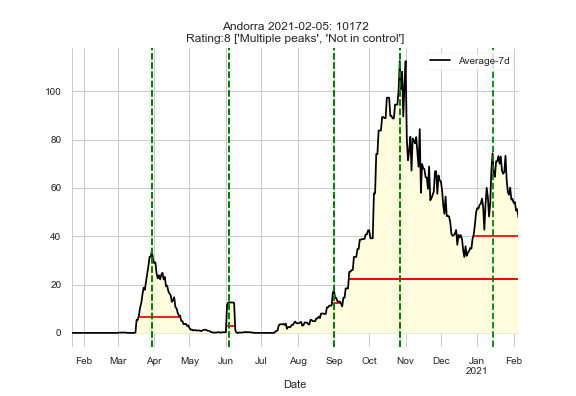 Andorra 2021-02-05: 10172
Rating:8 ['Multiple peaks', 'Not in control']
Average-7d
100
80
60
40
20
0
Feb Mar Apr May Jun Jul Aug Sep Oct Nov Dec Jan Feb
2021
Date